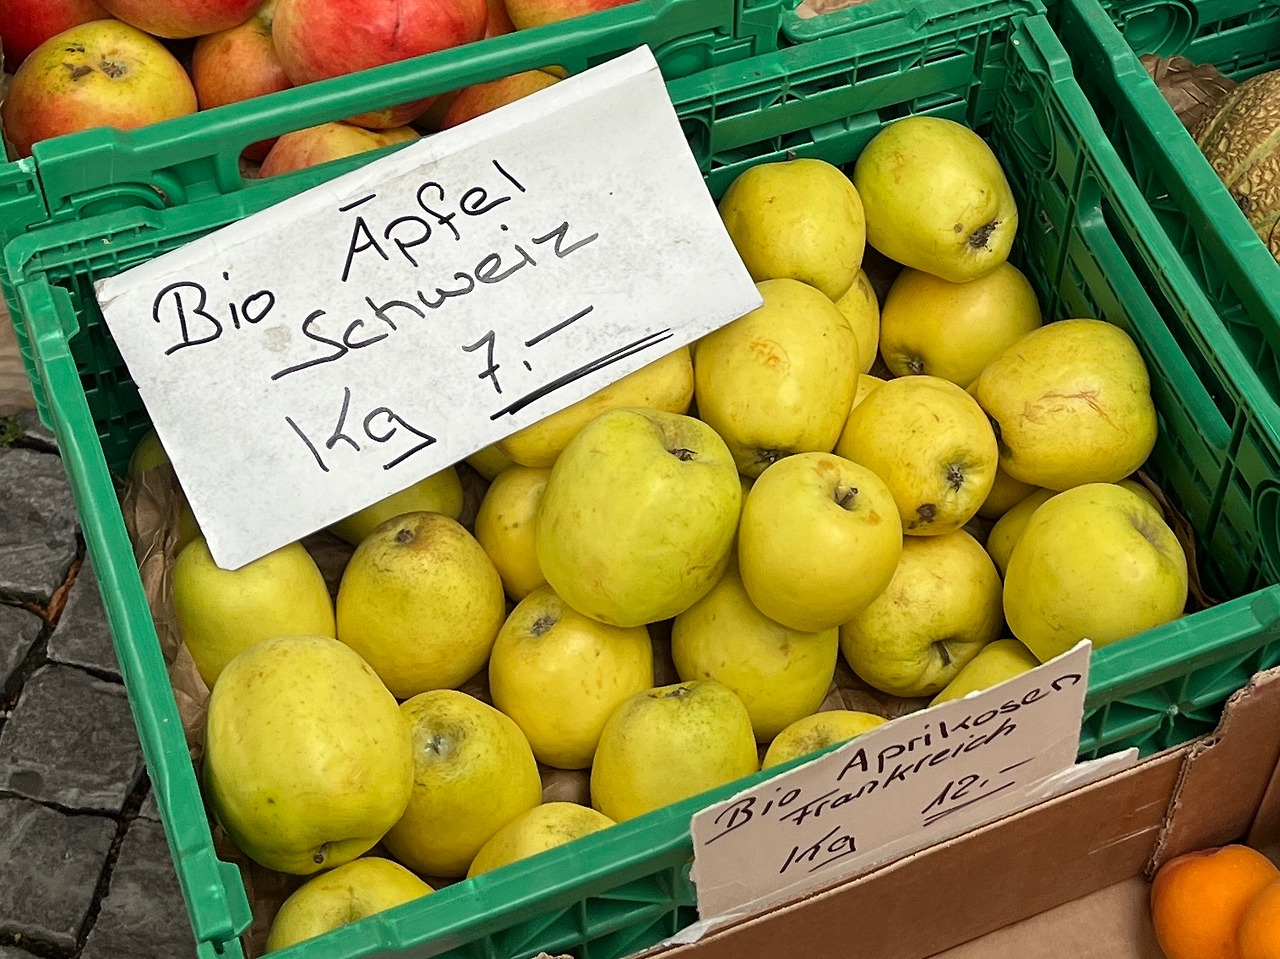 Bio Äpfel
Schweiz
Kg 7.—
Bio Aprikosen
Frankreich
Kg 12.—